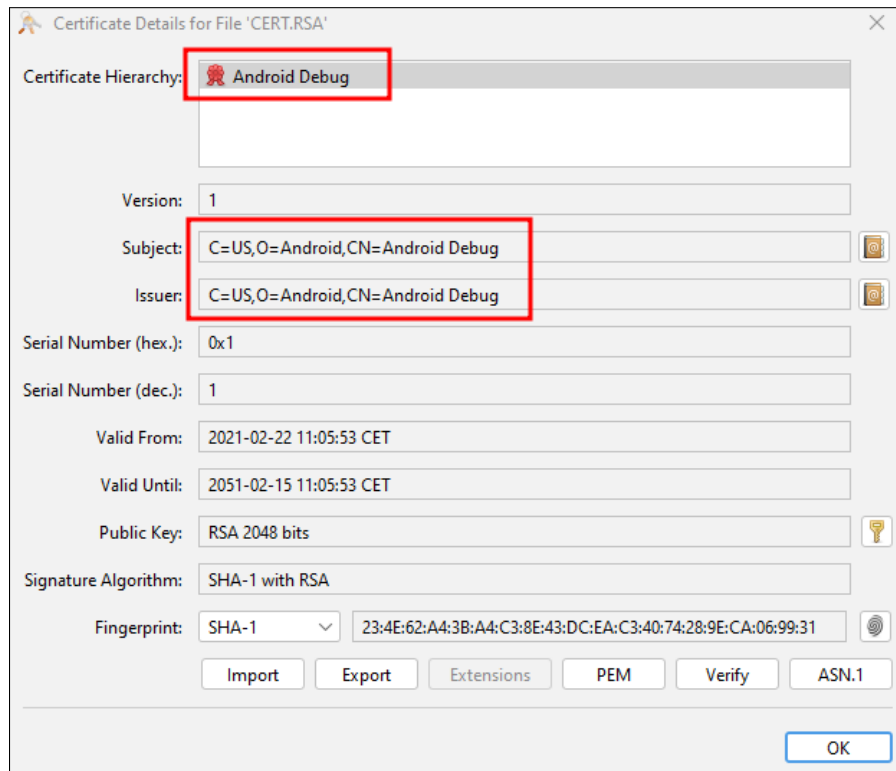 Certificate Details for File 'CERT.RSA'
Certificate Hierarchy: Android Debug
Version: 1
Subject: C=US,O=Android,CN=Android Debug
Issuer: C=US,O=Android,CN=Android Debug
Serial Number (hex.): 0x1
Serial Number (dec.): 1
Valid From: 2021-02-22 11:05:53 CET
Valid Until: 2051-02-15 11:05:53 CET
Public Key: RSA 2048 bits
Signature Algorithm: SHA-1 with RSA
Fingerprint: SHA-1 23:4E:62:A4:3B:A4:C3:8E:43:DC:EA:C3:40:74:28:9E:CA:06:99:31
Import Export Extensions PEM Verify ASN.1
OK